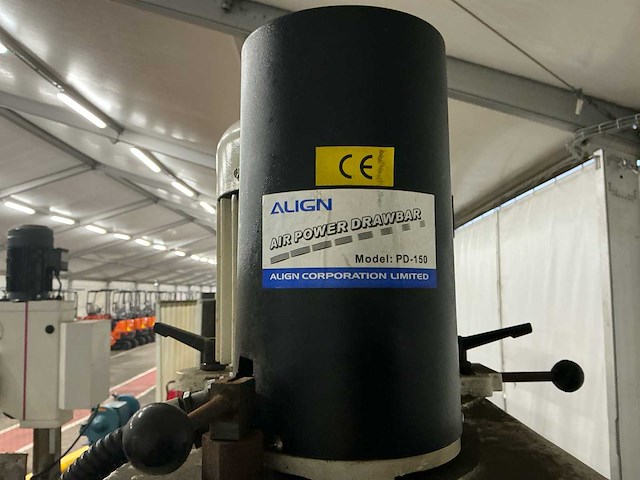 CE
ALIGN
AIR POWER DRAWBAR
Model: PD-150
ALIGN CORPORATION LIMITED